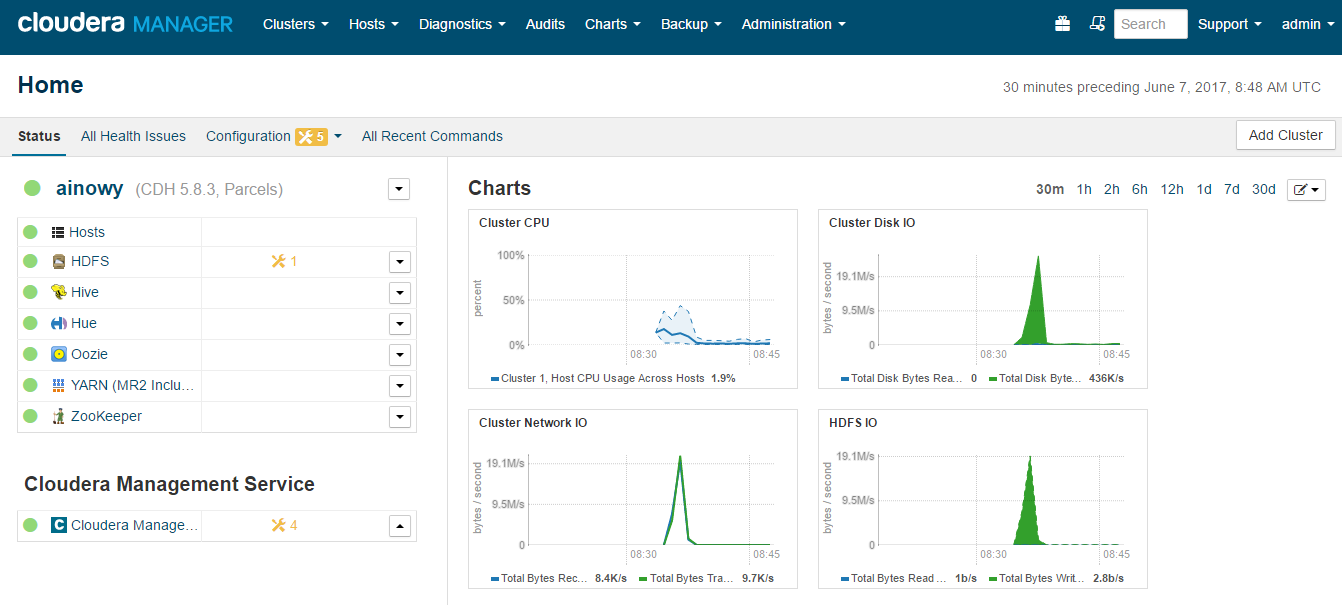 cloudera MANAGER Clusters Hosts Diagnostics Audits Charts Backup Administration Search Support admin
Home 30 minutes preceding June 7, 2017, 8:48 AM UTC
Status All Health Issues Configuration 5 All Recent Commands Add Cluster
ainowy (CDH 5.8.3, Parcels)
Hosts
HDFS 1
Hive
Hue
Oozie
YARN (MR2 Inclu...
ZooKeeper
Cloudera Management Service
C Cloudera Manage... 4
Charts 30m 1h 2h 6h 12h 1d 7d 30d
Cluster CPU
percent
100%
50%
0%
08:30 08:45
Cluster 1, Host CPU Usage Across Hosts 1.9%
Cluster Disk IO
bytes / second
19.1M/s
9.5M/s
0
08:30 08:45
Total Disk Bytes Rea... 0 Total Disk Byte... 436K/s
Cluster Network IO
bytes / second
19.1M/s
9.5M/s
0
08:30 08:45
Total Bytes Rec... 8.4K/s Total Bytes Tra... 9.7K/s
HDFS IO
bytes / second
19.1M/s
9.5M/s
0
08:30 08:45
Total Bytes Read ... 1b/s Total Bytes Writ... 2.8b/s